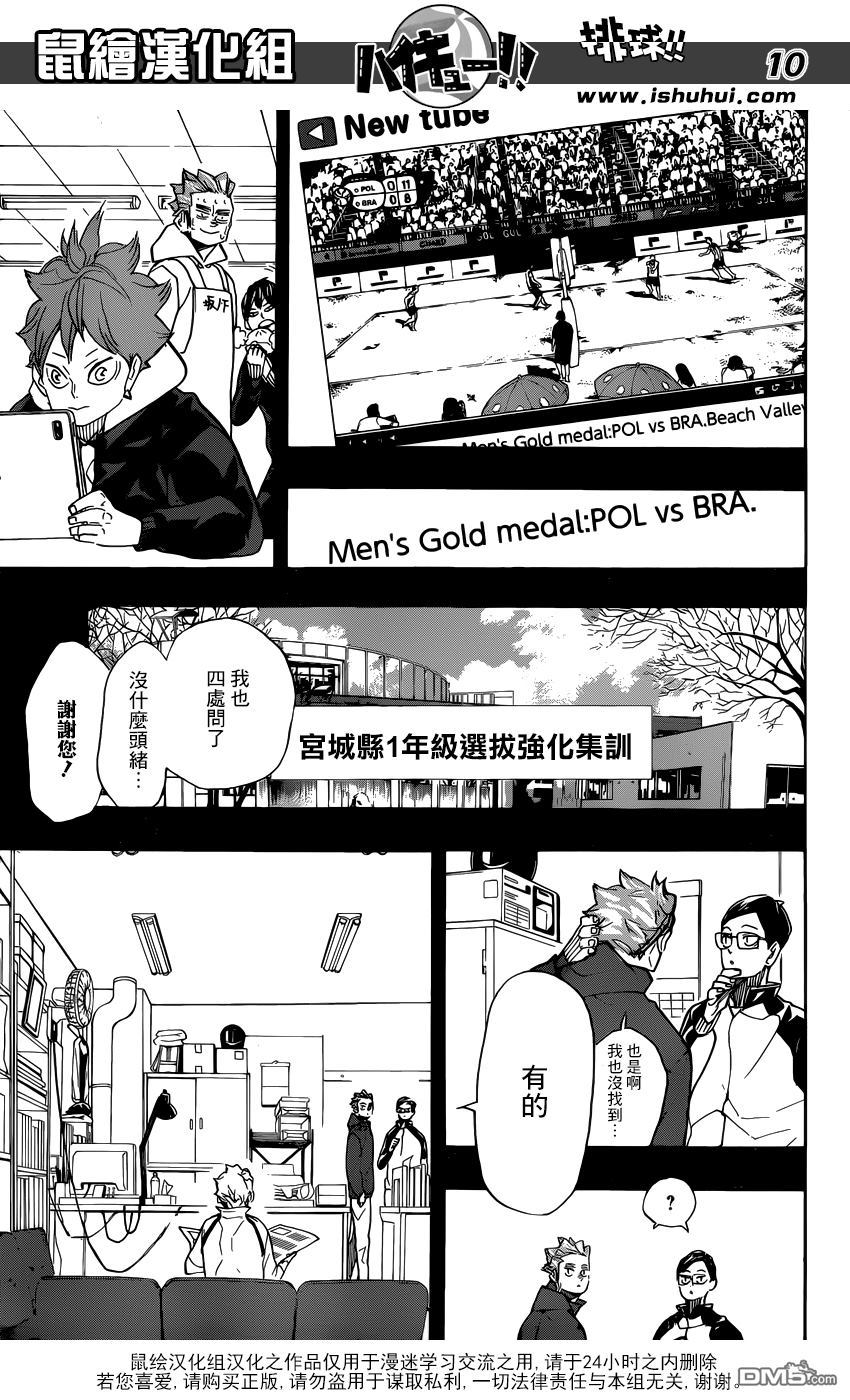 鼠繪漢化組
ハイキュー!!
排球!!
10
www.ishuhui.com
New tube
POL 0 11
BRA 0 8
坂下
Men's Gold medal:POL vs BRA.Beach Valley
Men's Gold medal:POL vs BRA.
我也
四處問了
沒什麼頭緒…
謝謝您！
宮城縣1年級選拔強化集訓
也是啊
我也沒找到…
有的
？
鼠绘汉化组汉化之作品仅用于漫迷学习交流之用, 请于24小时之内删除
若您喜爱, 请购买正版, 请勿盗用于谋取私利, 一切法律责任与本组无关, 谢谢。
DM5.com